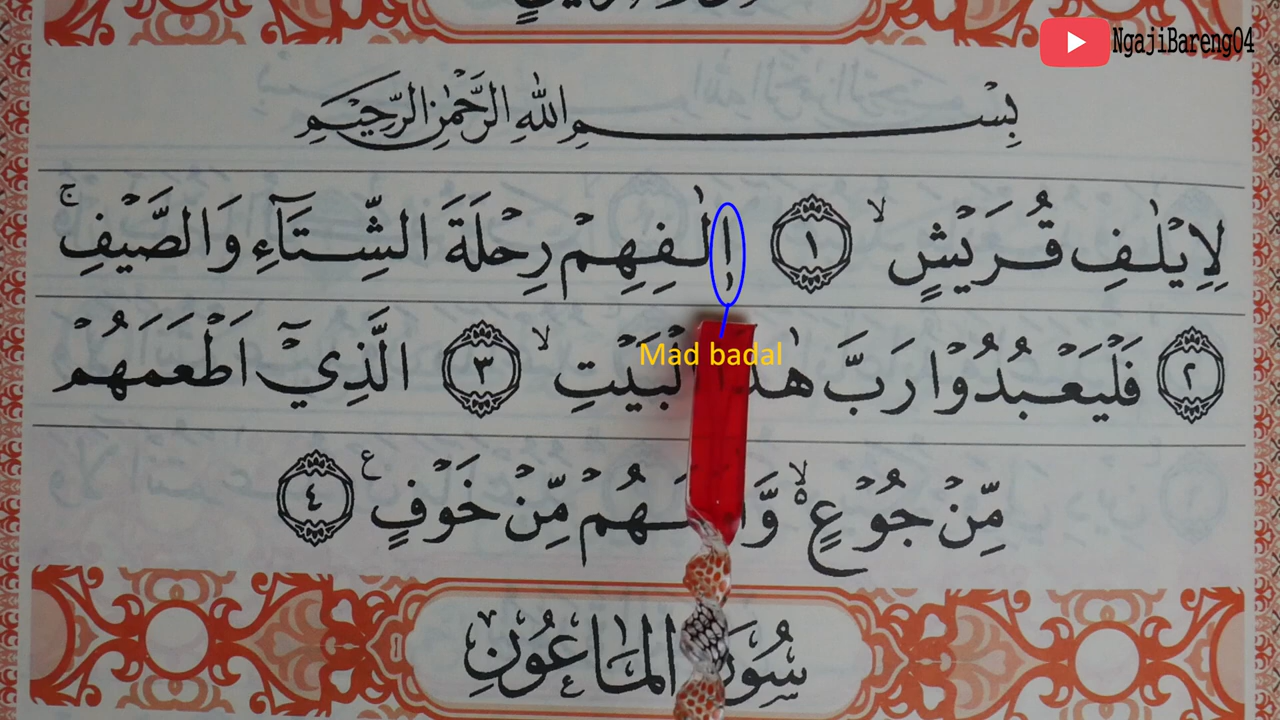 NgajiBareng04
بِسْمِ اللّٰهِ الرَّحْمٰنِ الرَّحِيْمِ
لِاِيْلٰفِ قُرَيْشٍۙ ١ اٖلٰفِهِمْ رِحْلَةَ الشِّتَاۤءِ وَالصَّيْفِۚ
٢ فَلْيَعْبُدُوْا رَبَّ هٰذَا الْبَيْتِۙ ٣ الَّذِيْٓ اَطْعَمَهُمْ
Mad badal
مِّنْ جُوْعٍ ەۙ هُمْ مِّنْ خَوْفٍ ࣖ ٤
سُوْرَةُ الْمَاعُوْنِ